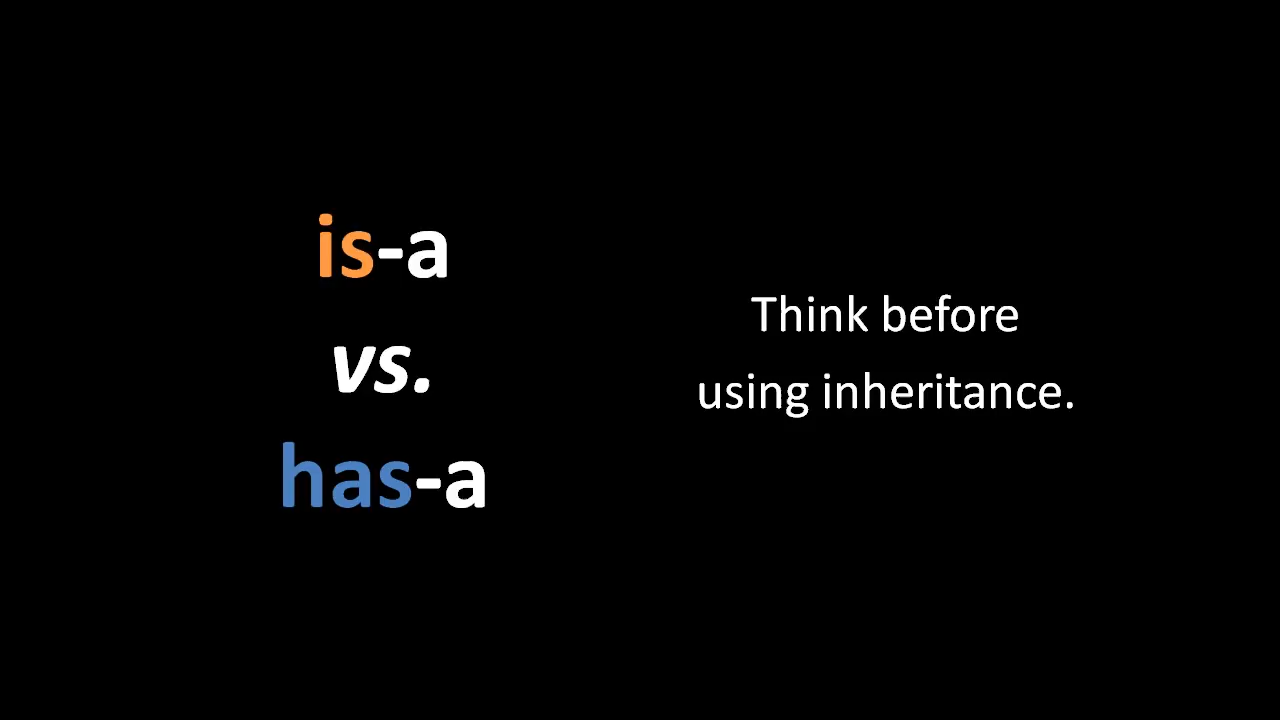 is-a
vs.
has-a
Think before
using inheritance.